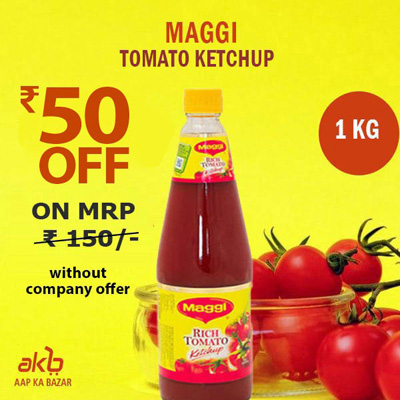 MAGGI
TOMATO KETCHUP
₹50
OFF
ON MRP
₹ 150/-
without
company offer
1 KG
Maggi
RICH
TOMATO
Ketchup
Maggi
RICH
TOMATO
Ketchup
akb
AAP KA BAZAR